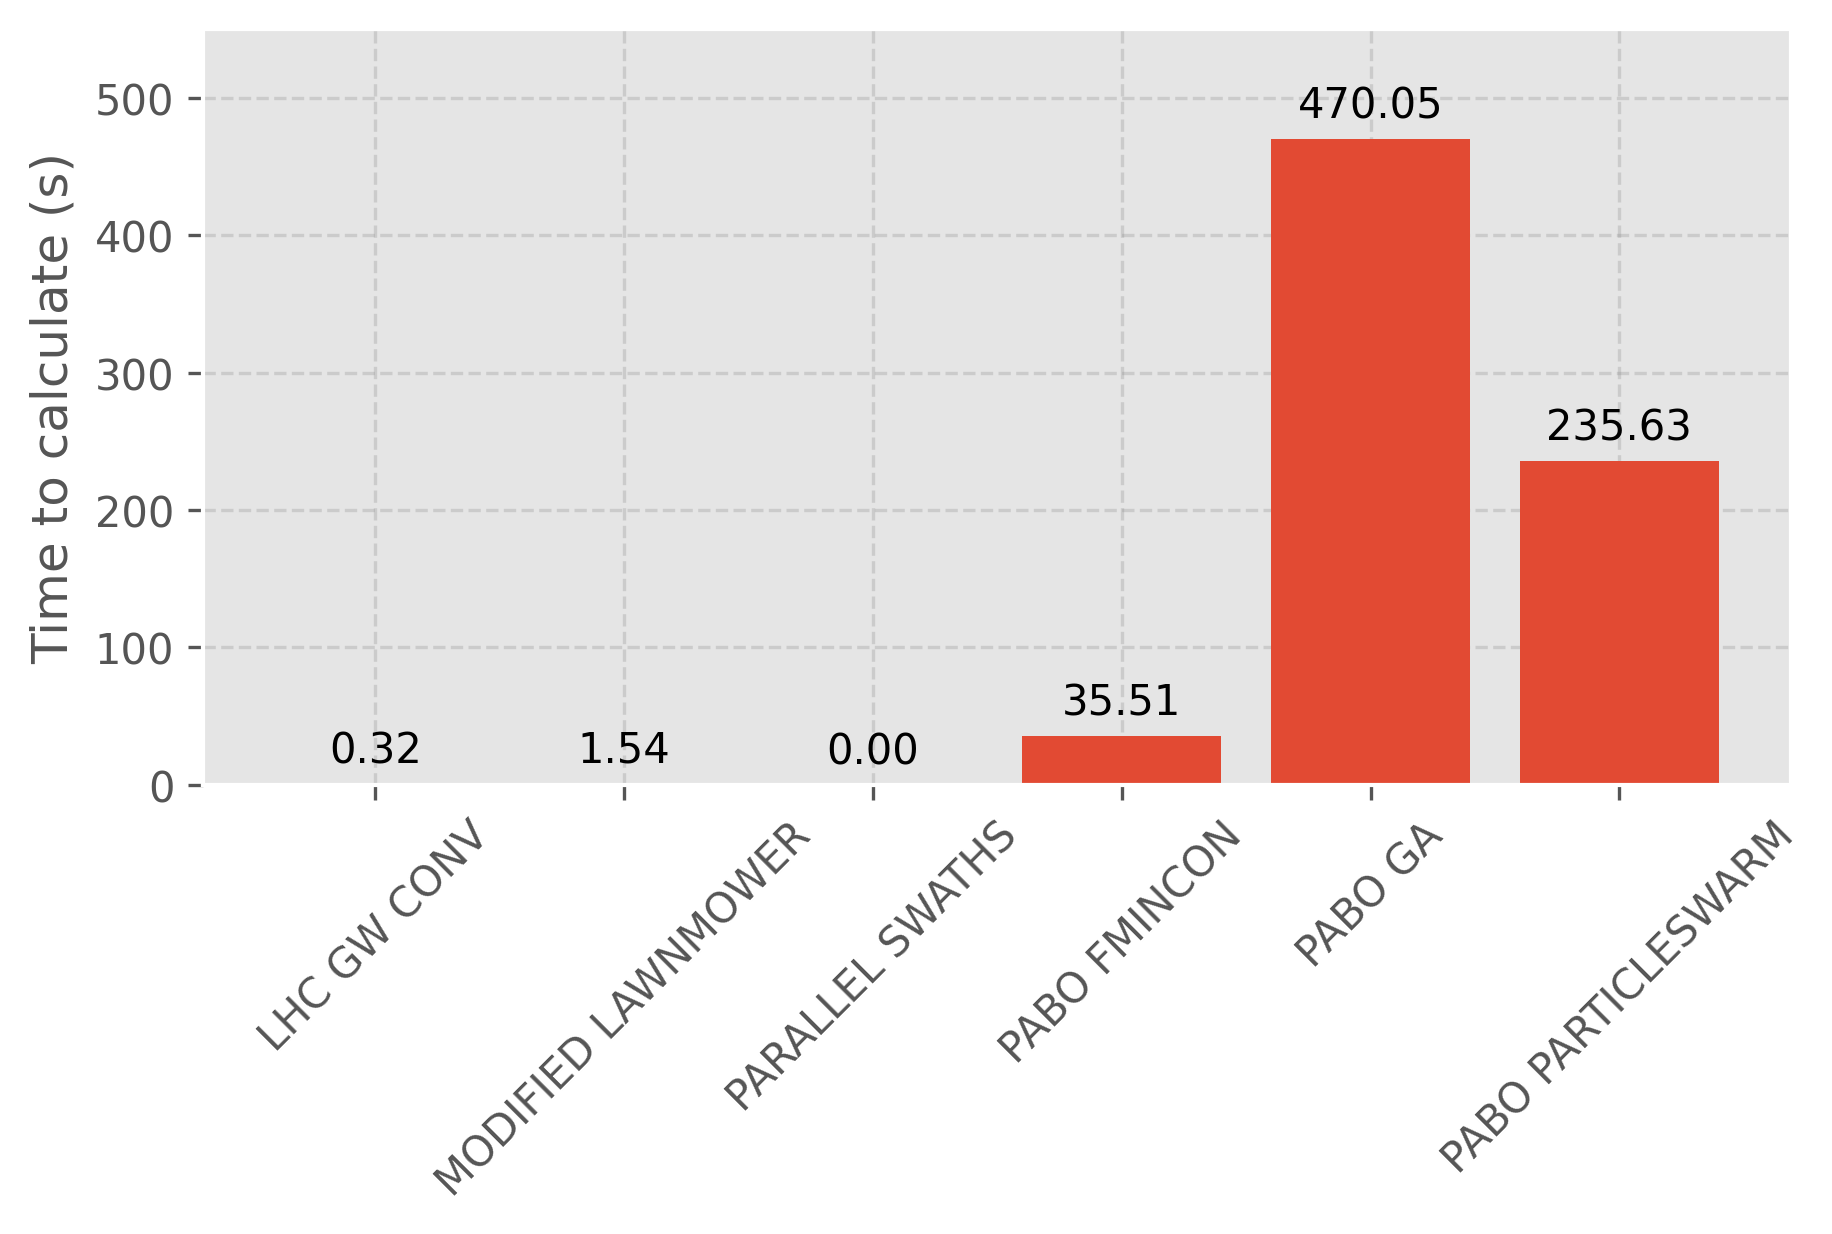 Time to calculate (s)
500
400
300
200
100
0
0.32
1.54
0.00
35.51
470.05
235.63
LHC GW CONV
MODIFIED LAWNMOWER
PARALLEL SWATHS
PABO FMINCON
PABO GA
PABO PARTICLESWARM